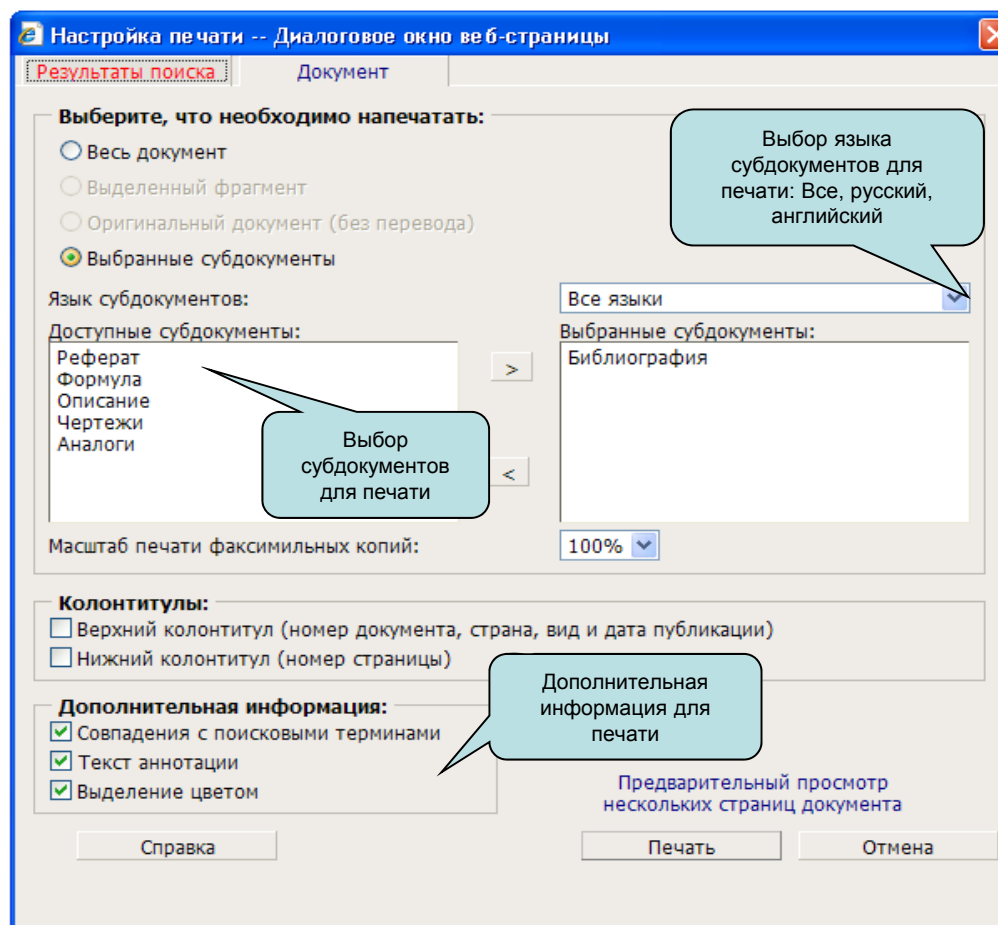 Настройка печати -- Диалоговое окно веб-страницы
Результаты поиска
Документ
Выберите, что необходимо напечатать:
Весь документ
Выделенный фрагмент
Оригинальный документ (без перевода)
Выбранные субдокументы
Выбор языка
субдокументов для
печати: Все, русский,
английский
Язык субдокументов:
Все языки
Доступные субдокументы:
Реферат
Формула
Описание
Чертежи
Аналоги
>
<
Выбранные субдокументы:
Библиография
Выбор
субдокументов
для печати
Масштаб печати факсимильных копий:
100%
Колонтитулы:
Верхний колонтитул (номер документа, страна, вид и дата публикации)
Нижний колонтитул (номер страницы)
Дополнительная информация:
Совпадения с поисковыми терминами
Текст аннотации
Выделение цветом
Дополнительная
информация для
печати
Предварительный просмотр
нескольких страниц документа
Справка
Печать
Отмена